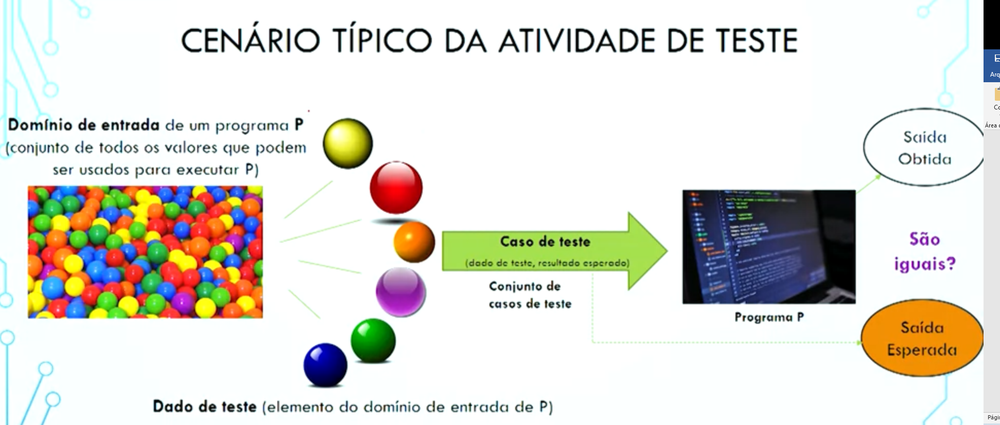 CENÁRIO TÍPICO DA ATIVIDADE DE TESTE
Domínio de entrada de um programa P
(conjunto de todos os valores que podem
ser usados para executar P)
Caso de teste
(dado de teste, resultado esperado)
Conjunto de
casos de teste
Programa P
Saída
Obtida
São
iguais?
Saída
Esperada
Dado de teste (elemento do domínio de entrada de P)
Arq
Co
Área
Págin